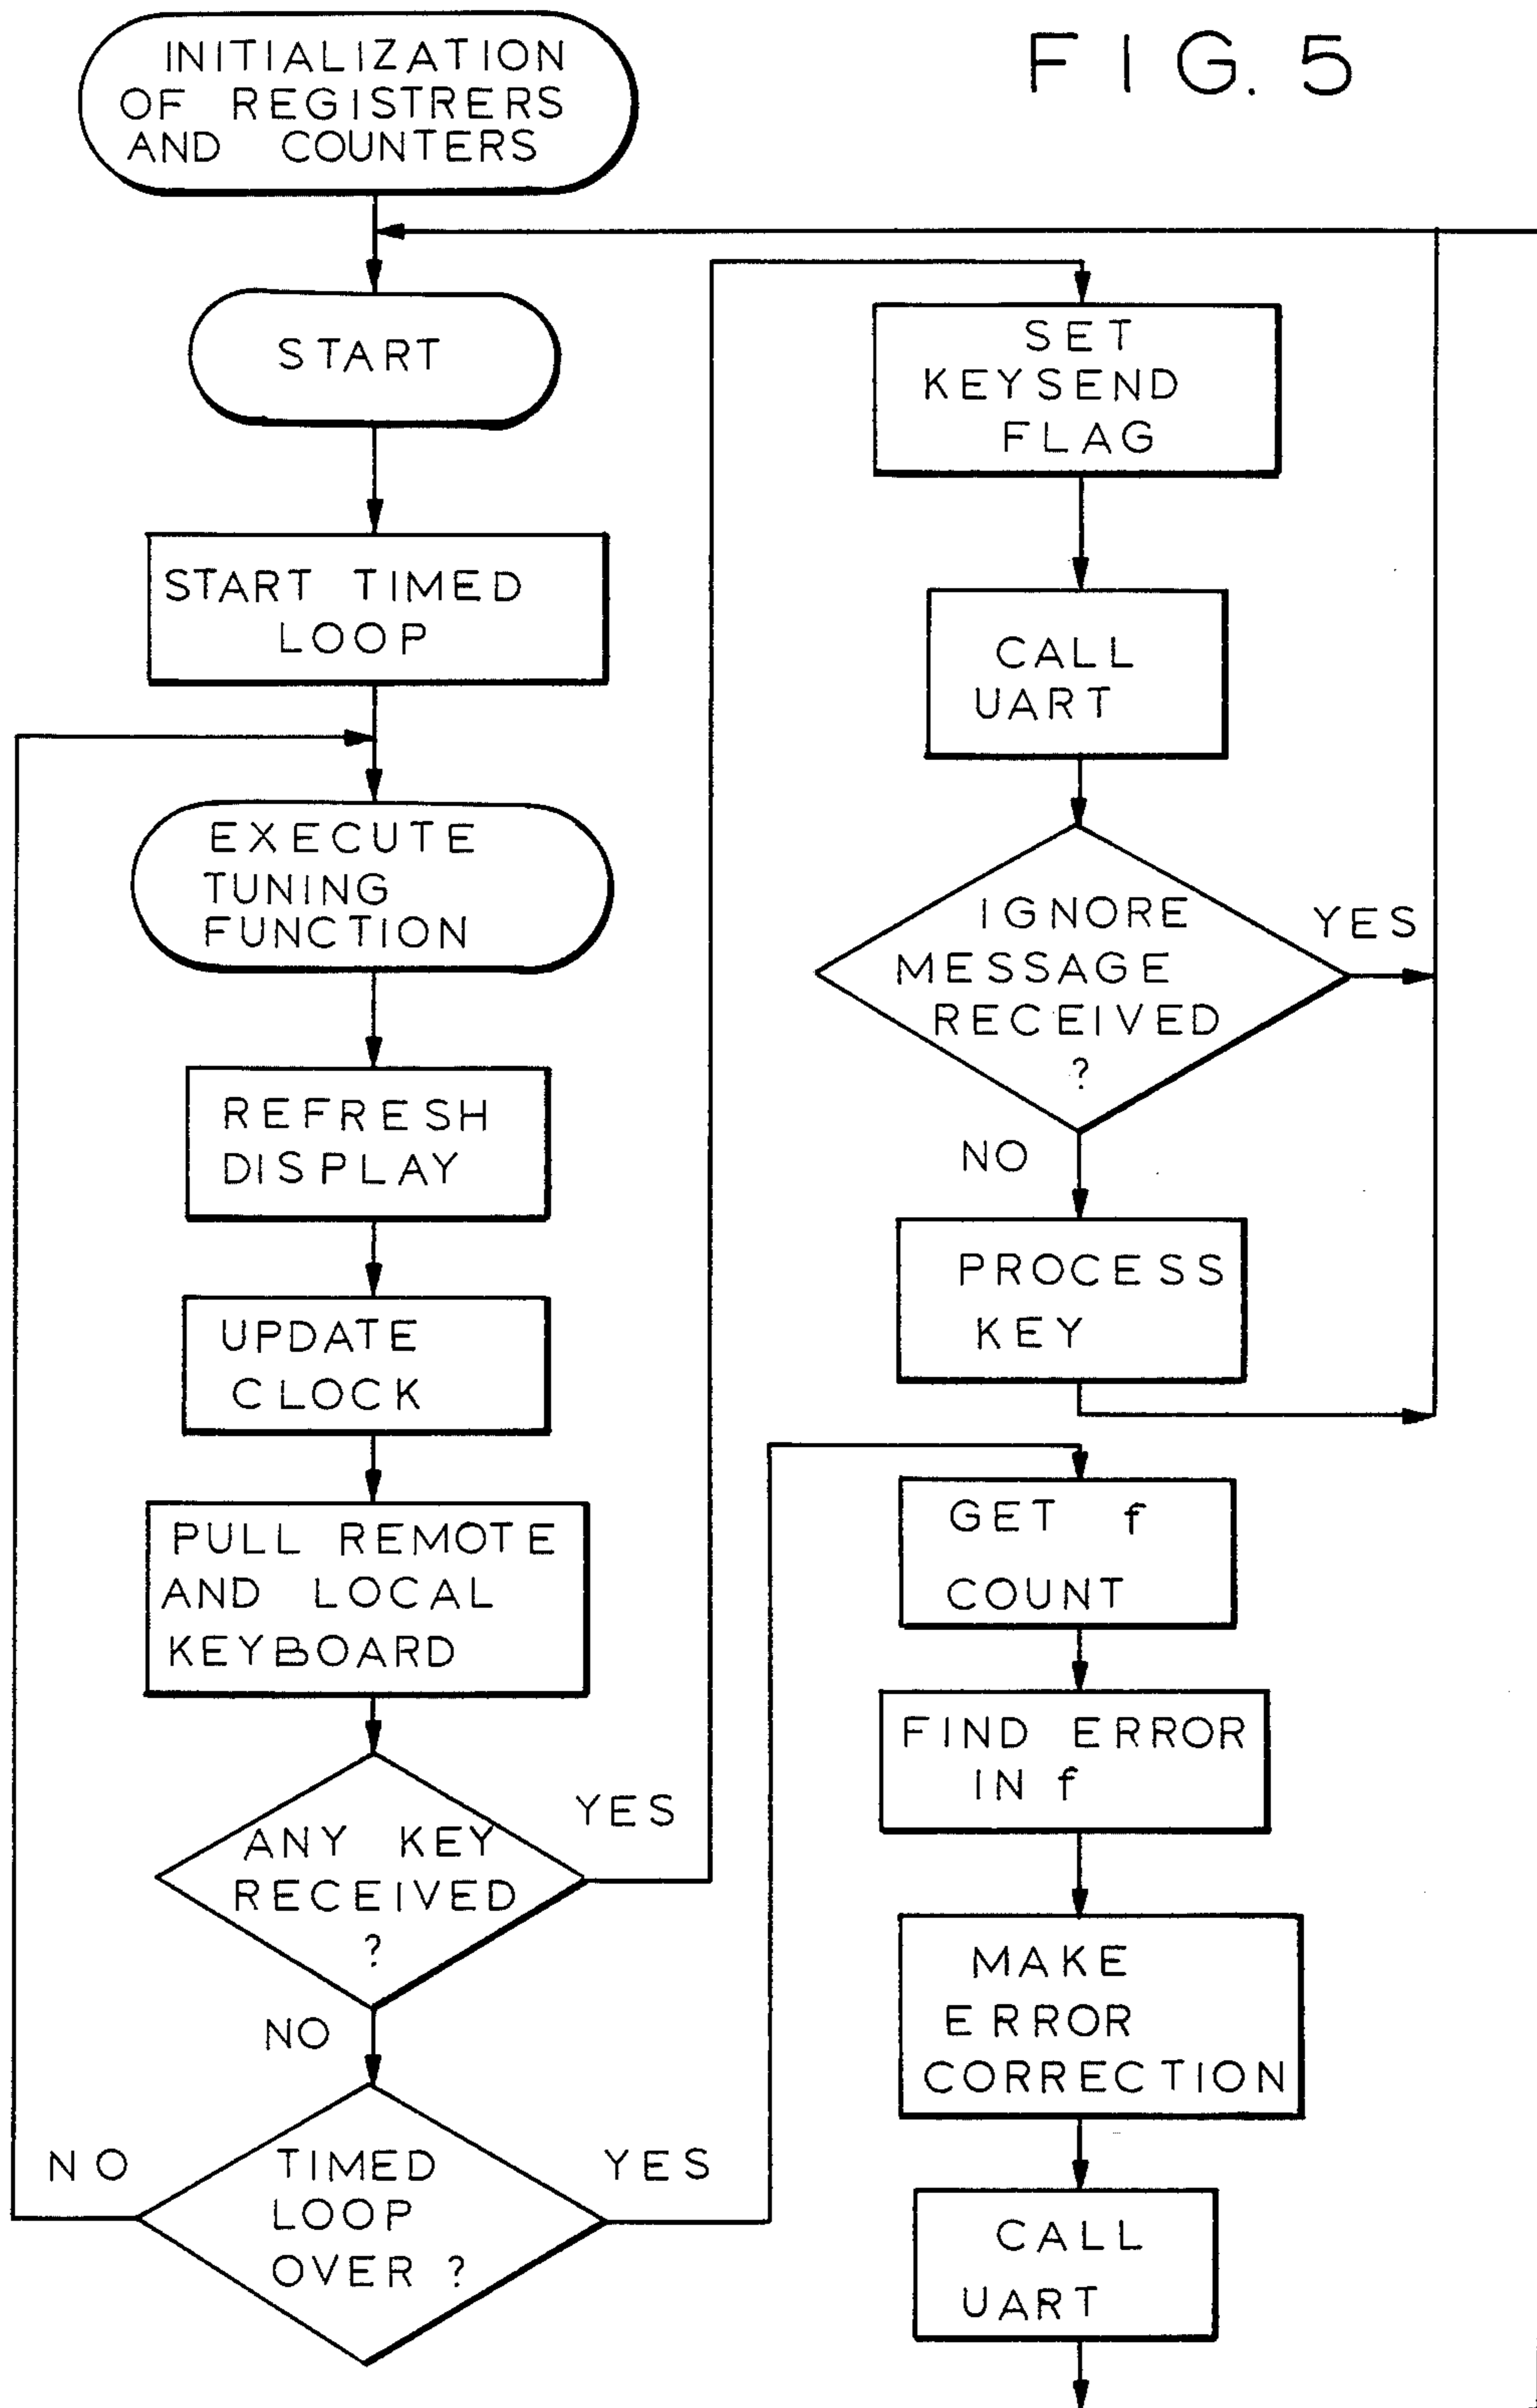 FIG. 5
INITIALIZATION
OF REGISTRERS
AND COUNTERS
START
START TIMED
LOOP
EXECUTE
TUNING
FUNCTION
REFRESH
DISPLAY
UPDATE
CLOCK
PULL REMOTE
AND LOCAL
KEYBOARD
ANY KEY
RECEIVED
?
YES
NO
TIMED
LOOP
OVER ?
NO
YES
SET
KEYSEND
FLAG
CALL
UART
IGNORE
MESSAGE
RECEIVED
?
YES
NO
PROCESS
KEY
GET f
COUNT
FIND ERROR
IN f
MAKE
ERROR
CORRECTION
CALL
UART